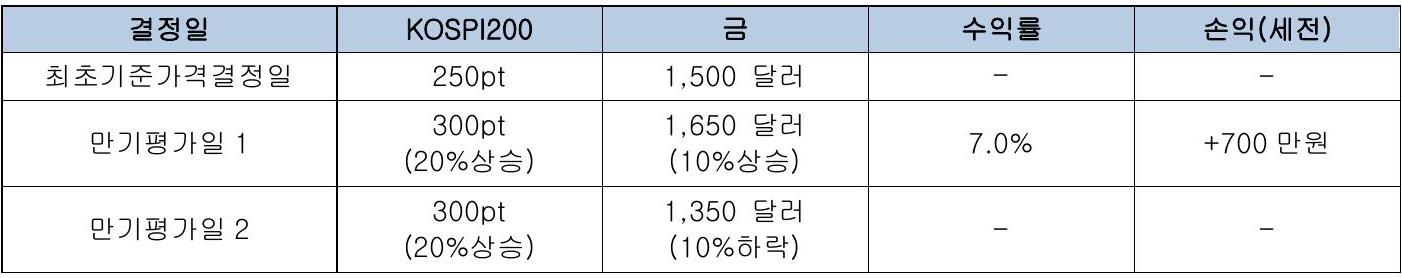 결정일 KOSPI200 금 수익률 손익(세전)
최초기준가격결정일 250pt 1,500 달러 - -
만기평가일 1 300pt (20%상승) 1,650 달러 (10%상승) 7.0% +700 만원
만기평가일 2 300pt (20%상승) 1,350 달러 (10%하락) - -